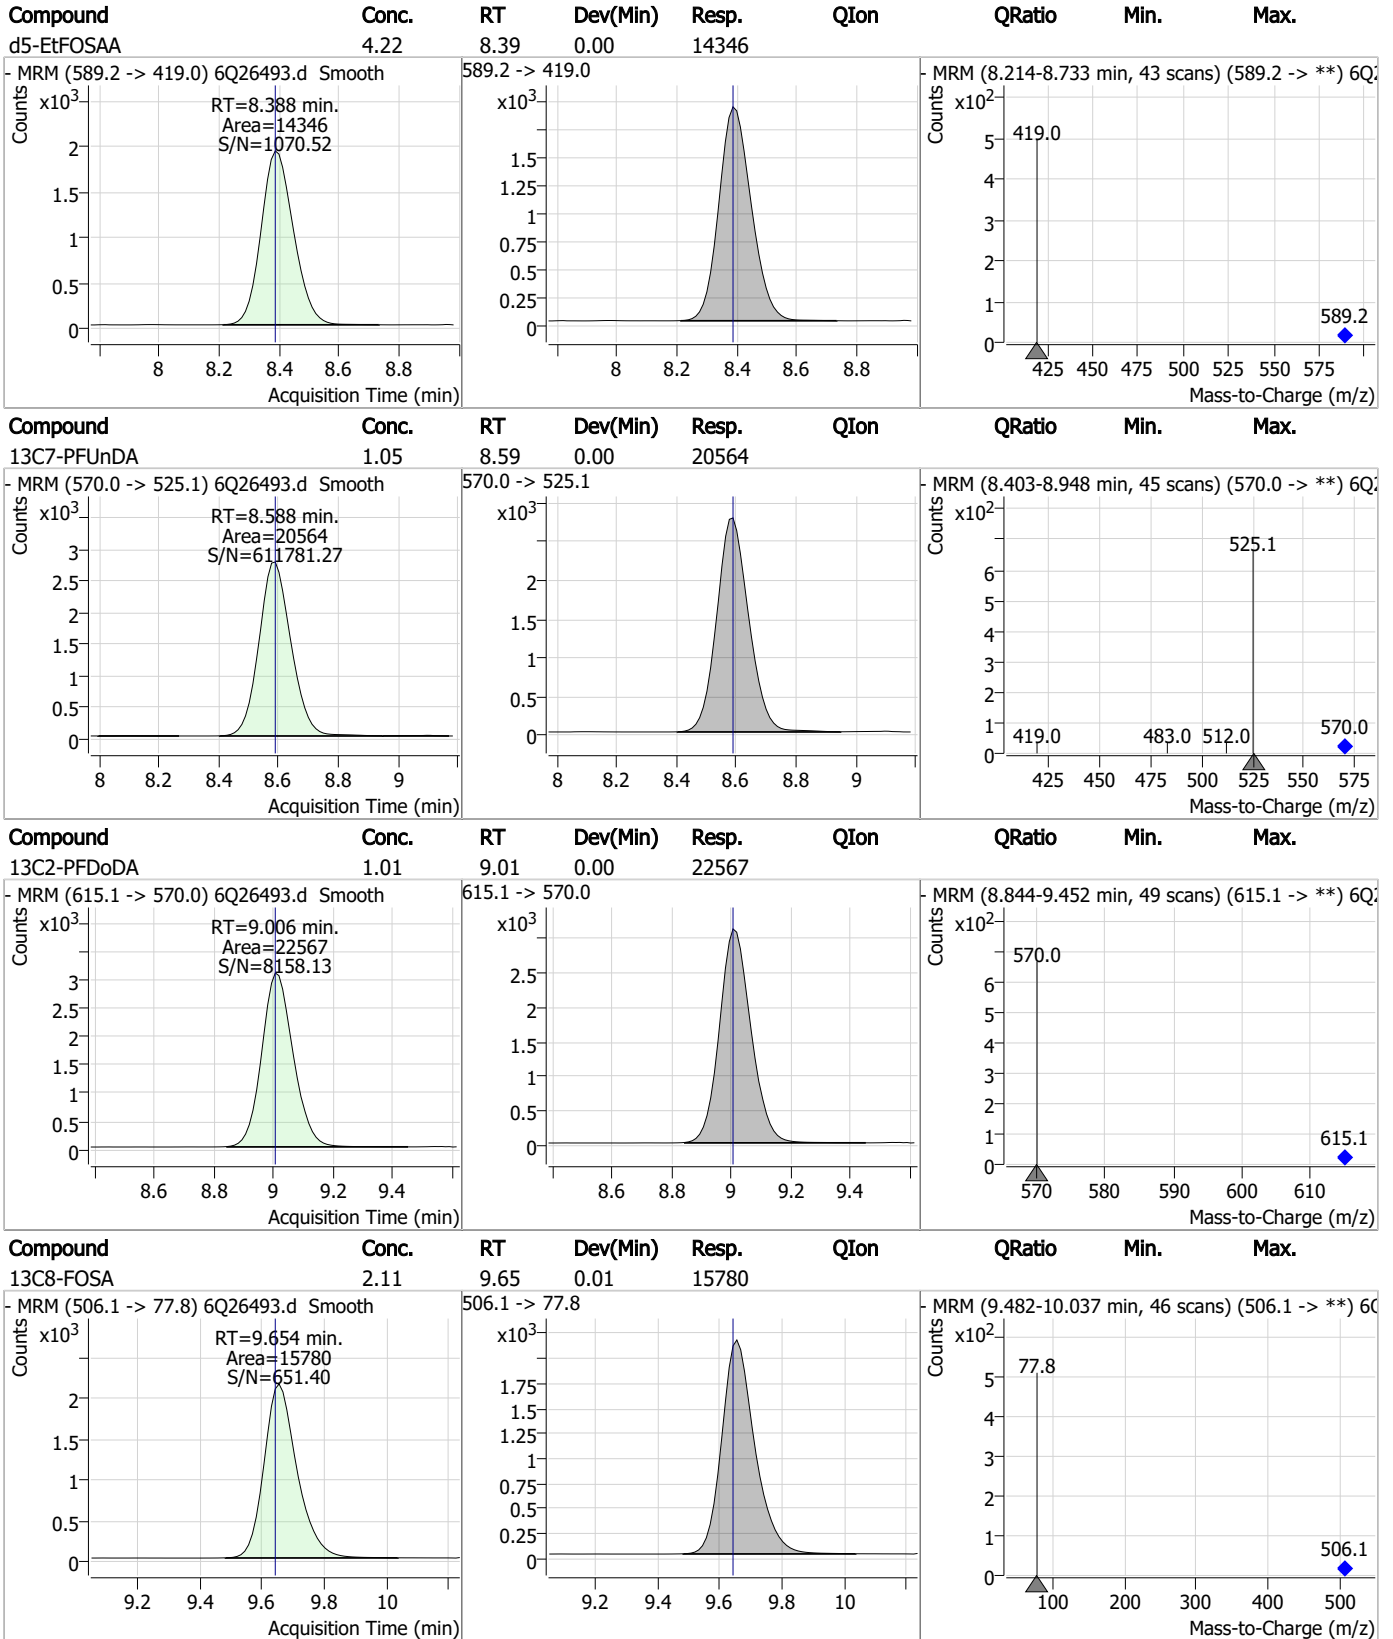 Compound Conc. RT Dev(Min) Resp. QIon QRatio Min. Max.
d5-EtFOSAA 4.22 8.39 0.00 14346
- MRM (589.2 -> 419.0) 6Q26493.d Smooth
Counts
x103
RT=8.388 min.
Area=14346
S/N=1070.52
2
1.5
1
0.5
0
8 8.2 8.4 8.6 8.8
Acquisition Time (min)
589.2 -> 419.0
x103
1.5
1.25
1
0.75
0.5
0.25
0
8 8.2 8.4 8.6 8.8
- MRM (8.214-8.733 min, 43 scans) (589.2 -> **) 6Q2
Counts
x102
419.0
5
4
3
2
1
0
589.2
425 450 475 500 525 550 575
Mass-to-Charge (m/z)
Compound Conc. RT Dev(Min) Resp. QIon QRatio Min. Max.
13C7-PFUnDA 1.05 8.59 0.00 20564
- MRM (570.0 -> 525.1) 6Q26493.d Smooth
Counts
x103
RT=8.588 min.
Area=20564
S/N=611781.27
3
2.5
2
1.5
1
0.5
0
8 8.2 8.4 8.6 8.8 9
Acquisition Time (min)
570.0 -> 525.1
x103
3
2
1.5
1
0.5
0
8 8.2 8.4 8.6 8.8 9
- MRM (8.403-8.948 min, 45 scans) (570.0 -> **) 6Q2
Counts
x102
525.1
6
5
4
3
2
1
0
419.0 483.0 512.0 570.0
425 450 475 500 525 550 575
Mass-to-Charge (m/z)
Compound Conc. RT Dev(Min) Resp. QIon QRatio Min. Max.
13C2-PFDoDA 1.01 9.01 0.00 22567
- MRM (615.1 -> 570.0) 6Q26493.d Smooth
Counts
x103
RT=9.006 min.
Area=22567
S/N=8158.13
3
2.5
2
1.5
1
0.5
0
8.6 8.8 9 9.2 9.4
Acquisition Time (min)
615.1 -> 570.0
x103
2.5
2
1.5
1
0.5
0
8.6 8.8 9 9.2 9.4
- MRM (8.844-9.452 min, 49 scans) (615.1 -> **) 6Q2
Counts
x102
570.0
6
5
4
3
2
1
0
615.1
570 580 590 600 610
Mass-to-Charge (m/z)
Compound Conc. RT Dev(Min) Resp. QIon QRatio Min. Max.
13C8-FOSA 2.11 9.65 0.01 15780
- MRM (506.1 -> 77.8) 6Q26493.d Smooth
Counts
x103
RT=9.654 min.
Area=15780
S/N=651.40
2
1.5
1
0.5
0
9.2 9.4 9.6 9.8 10
Acquisition Time (min)
506.1 -> 77.8
x103
1.75
1.5
1.25
1
0.75
0.5
0.25
0
9.2 9.4 9.6 9.8 10
- MRM (9.482-10.037 min, 46 scans) (506.1 -> **) 6Q
Counts
x102
77.8
5
4
3
2
1
0
506.1
100 200 300 400 500
Mass-to-Charge (m/z)